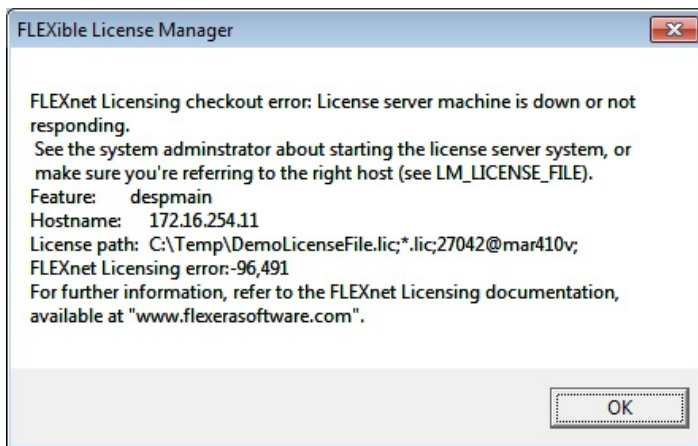 FLEXible License Manager
FLEXnet Licensing checkout error: License server machine is down or not
responding.
See the system adminstrator about starting the license server system, or
make sure you're referring to the right host (see LM_LICENSE_FILE).
Feature: despmain
Hostname: 172.16.254.11
License path: C:\Temp\DemoLicenseFile.lic;*.lic;27042@mar410v;
FLEXnet Licensing error:-96,491
For further information, refer to the FLEXnet Licensing documentation,
available at "www.flexerasoftware.com".
OK